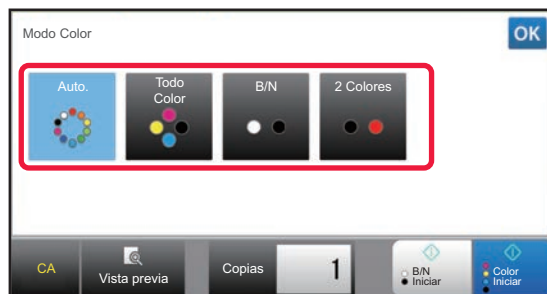 Modo Color
OK
Auto.
Todo
Color
B/N
2 Colores
CA
Vista previa
Copias
1
B/N
Iniciar
Color
Iniciar